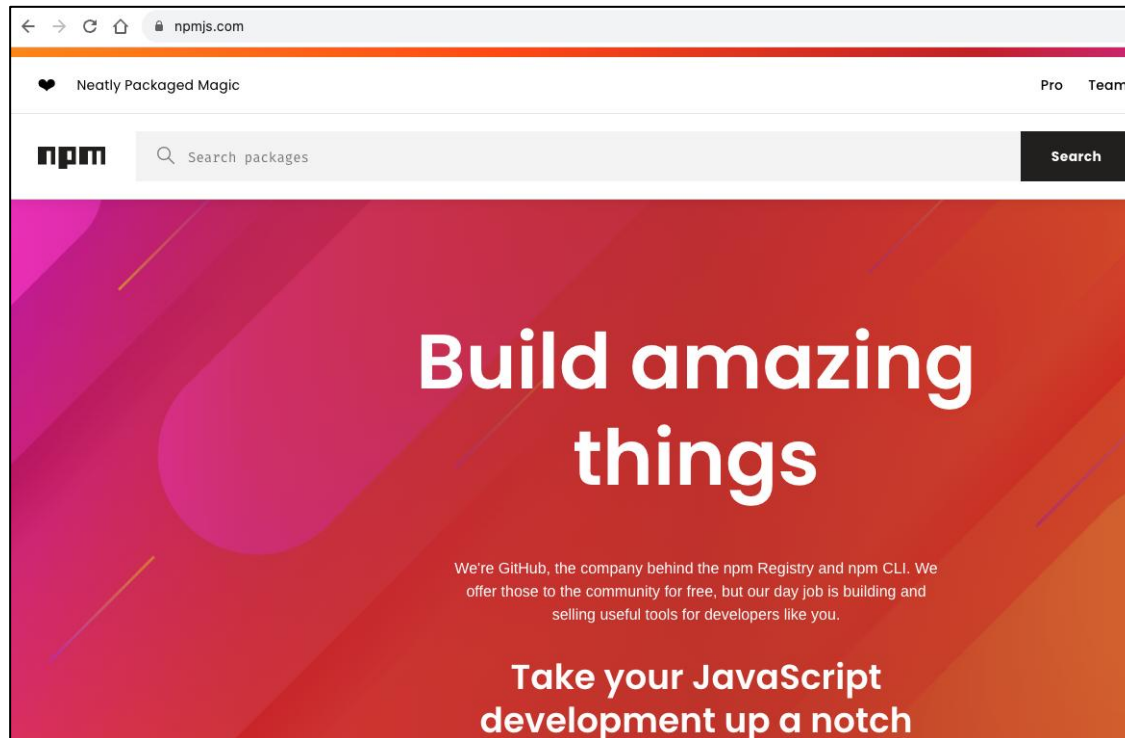 npmjs.com
Neatly Packaged Magic
Pro Team
npm
Search packages
Search
Build amazing
things
We're GitHub, the company behind the npm Registry and npm CLI. We
offer those to the community for free, but our day job is building and
selling useful tools for developers like you.
Take your JavaScript
development up a notch